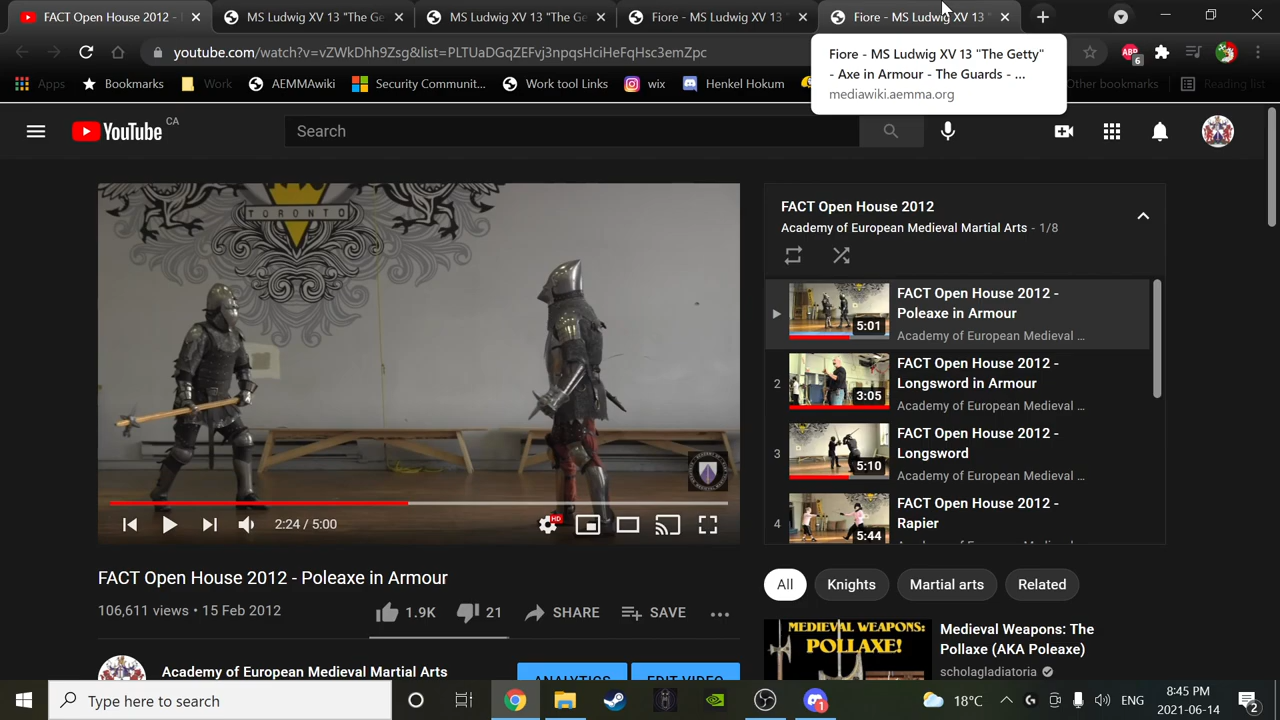 FACT Open House 2012 -
MS Ludwig XV 13 "The Ge
MS Ludwig XV 13 "The Ge
Fiore - MS Ludwig XV 13 "
Fiore - MS Ludwig XV 13 "
youtube.com/watch?v=vZWkDhh9Zsg&list=PLTUaDGqZEFvj3npqsHciHeFqHsc3emZpc
6
Fiore - MS Ludwig XV 13 "The Getty"
- Axe in Armour - The Guards - ...
mediawiki.aemma.org
Apps
Work
AEMMAwiki
Security Communit...
Work tool Links
wix
Henkel Hokum
Other bookmarks
Reading list
YouTube CA
Search
TORONTO
FACT Open House 2012
Academy of European Medieval Martial Arts - 1/8
5:01
FACT Open House 2012 -
Poleaxe in Armour
Academy of European Medieval ...
2
3:05
FACT Open House 2012 -
Longsword in Armour
Academy of European Medieval ...
3
5:10
FACT Open House 2012 -
Longsword
Academy of European Medieval ...
4
5:44
FACT Open House 2012 -
Rapier
2:24 / 5:00
HD
FACT Open House 2012 - Poleaxe in Armour
106,611 views • 15 Feb 2012
1.9K
21
SHARE
SAVE
All
Knights
Martial arts
Related
MEDIEVAL WEAPONS:
POLLAXE!
Medieval Weapons: The
Pollaxe (AKA Poleaxe)
scholagladiatoria
Academy of European Medieval Martial Arts
ANALYTICS
EDIT VIDEO
Type here to search
1
18°C
ENG
8:45 PM
2021-06-14
2